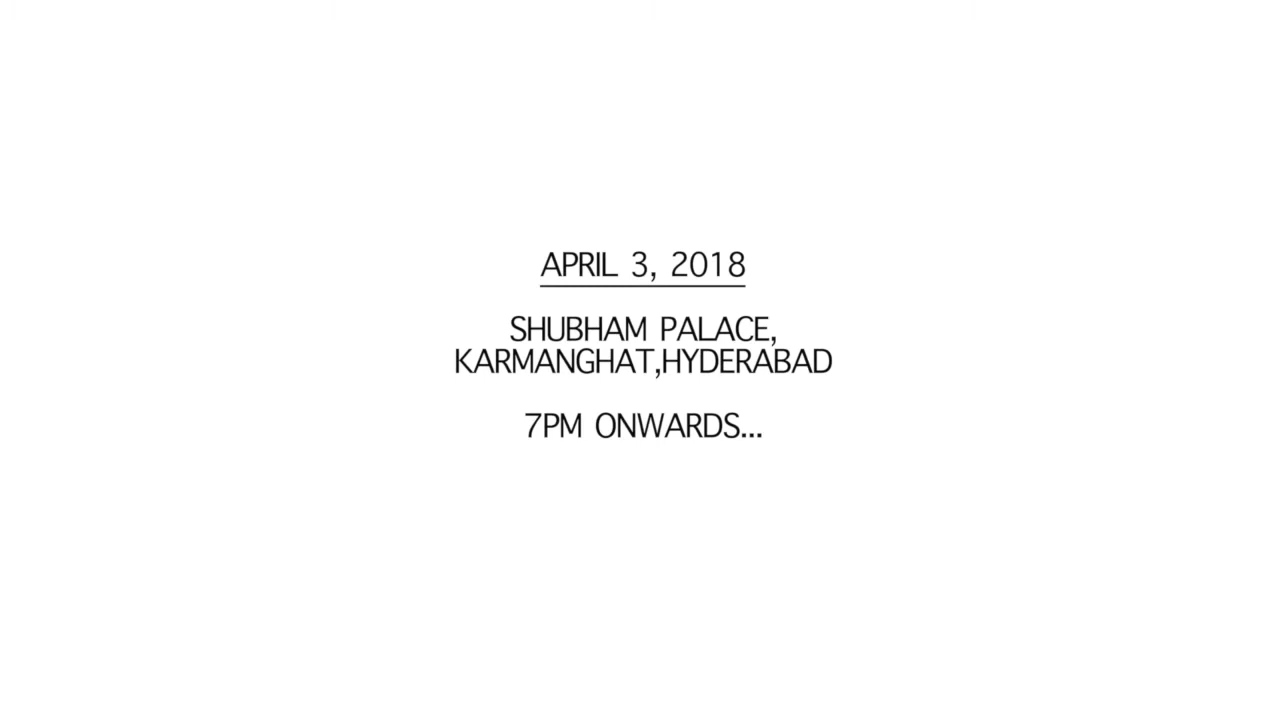 APRIL 3, 2018
SHUBHAM PALACE,
KARMANGHAT,HYDERABAD
7PM ONWARDS...